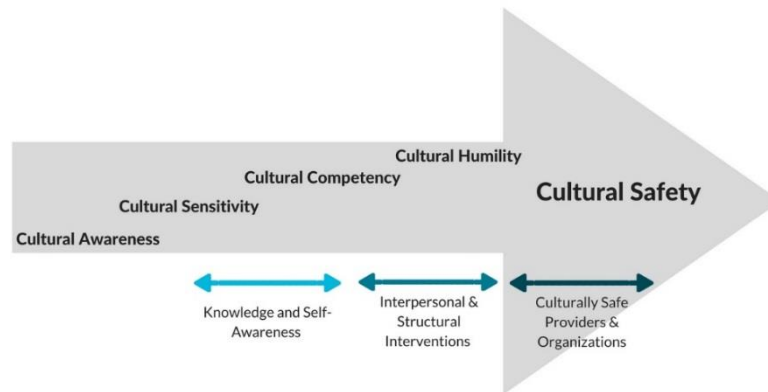 Cultural Humility
Cultural Competency
Cultural Safety
Cultural Sensitivity
Cultural Awareness
Knowledge and Self-
Awareness
Interpersonal &
Structural
Interventions
Culturally Safe
Providers &
Organizations